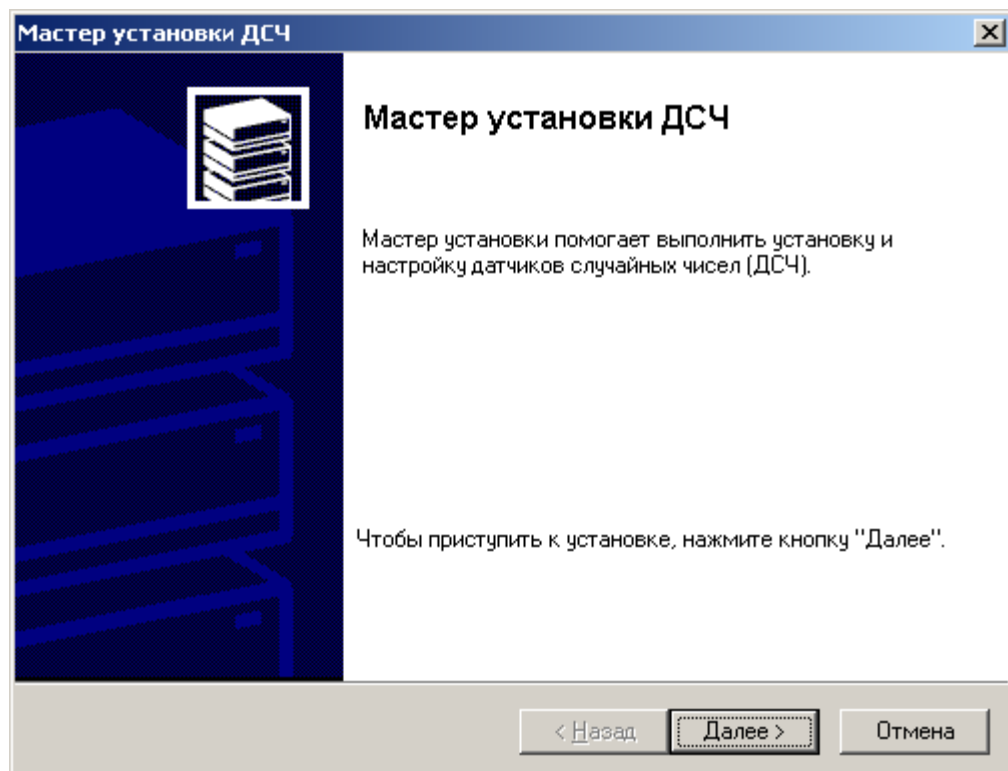 Мастер установки ДСЧ
Мастер установки ДСЧ
Мастер установки помогает выполнить установку и
настройку датчиков случайных чисел (ДСЧ).
Чтобы приступить к установке, нажмите кнопку "Далее".
< Назад
Далее >
Отмена